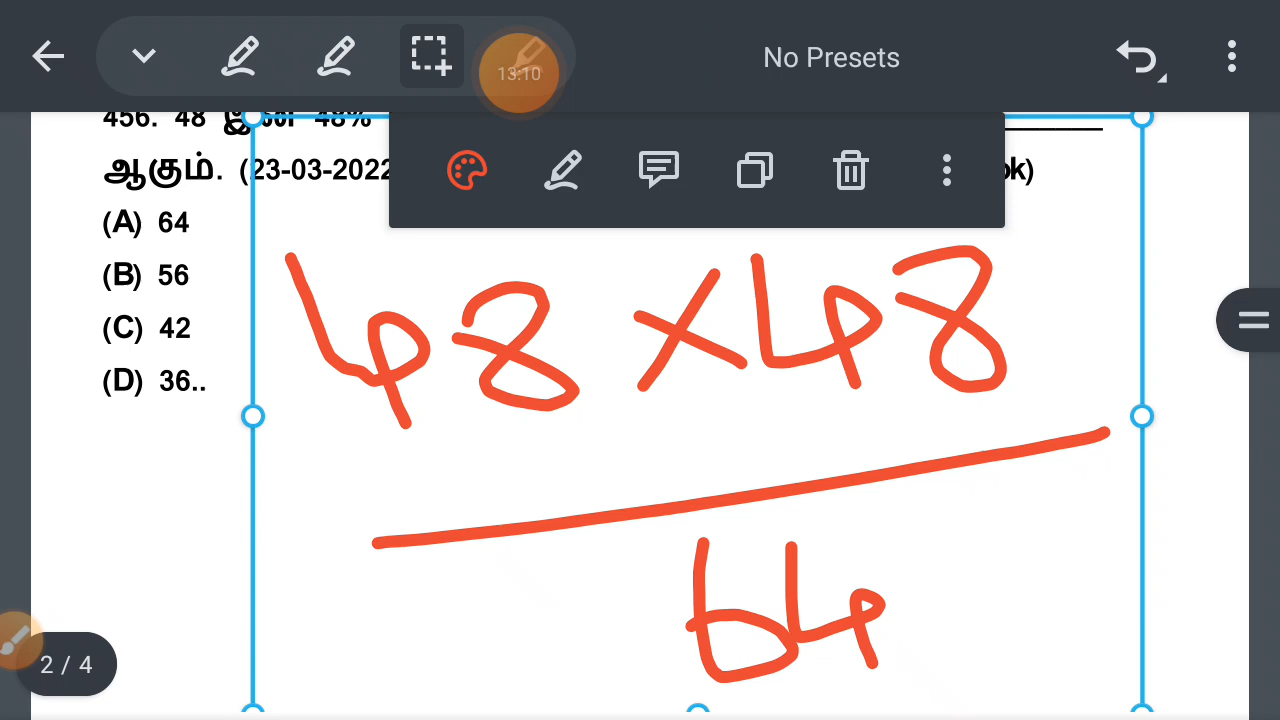 13:10
No Presets
456. 48 இன் 48%
ஆகும். (23-03-2022 ok)
(A) 64
(B) 56
(C) 42
(D) 36..
48 × 48
64
2 / 4